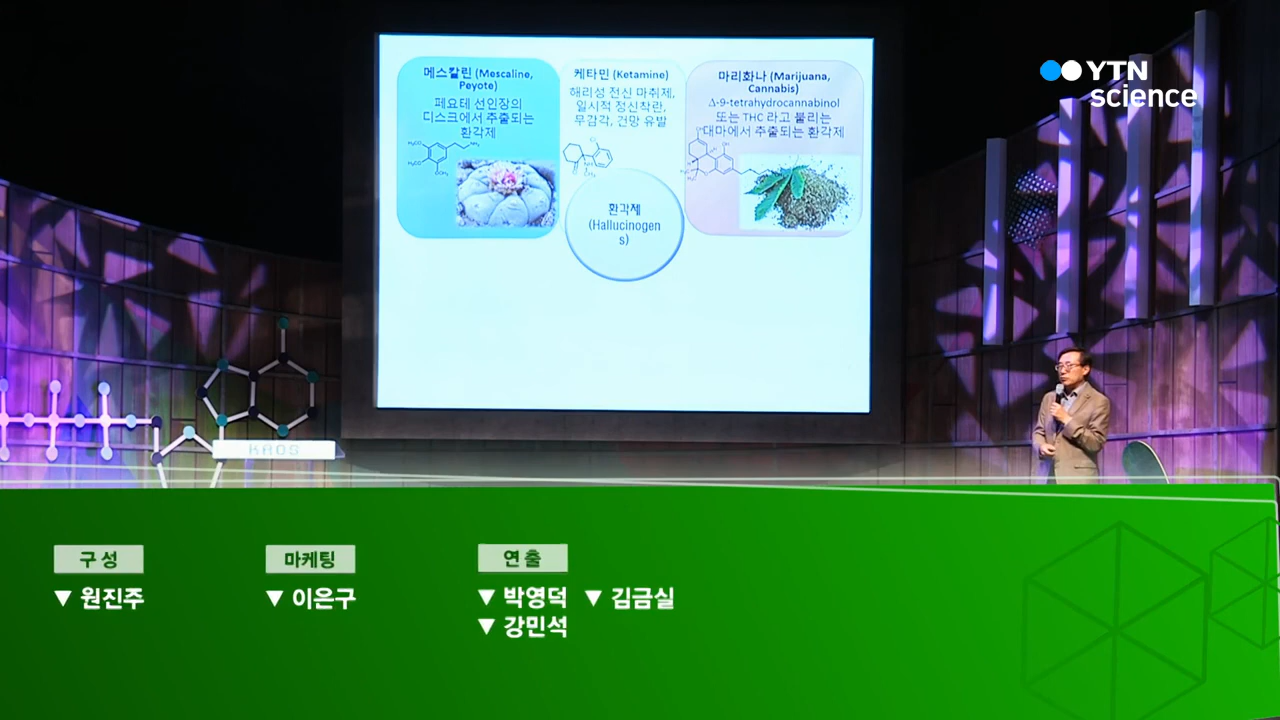 메스칼린 (Mescaline,
Peyote)
페요테 선인장의
디스크에서 추출되는
환각제
케타민 (Ketamine)
해리성 전신 마취제,
일시적 정신착란,
무감각, 건망 유발
마리화나 (Marijuana,
Cannabis)
Δ-9-tetrahydrocannabinol
또는 THC 라고 불리는
대마에서 추출되는 환각제
환각제
(Hallucinogen
s)
YTN
science
KAOS
구성
▼ 원진주
마케팅
▼ 이은구
연출
▼ 박영덕 ▼ 김금실
▼ 강민석